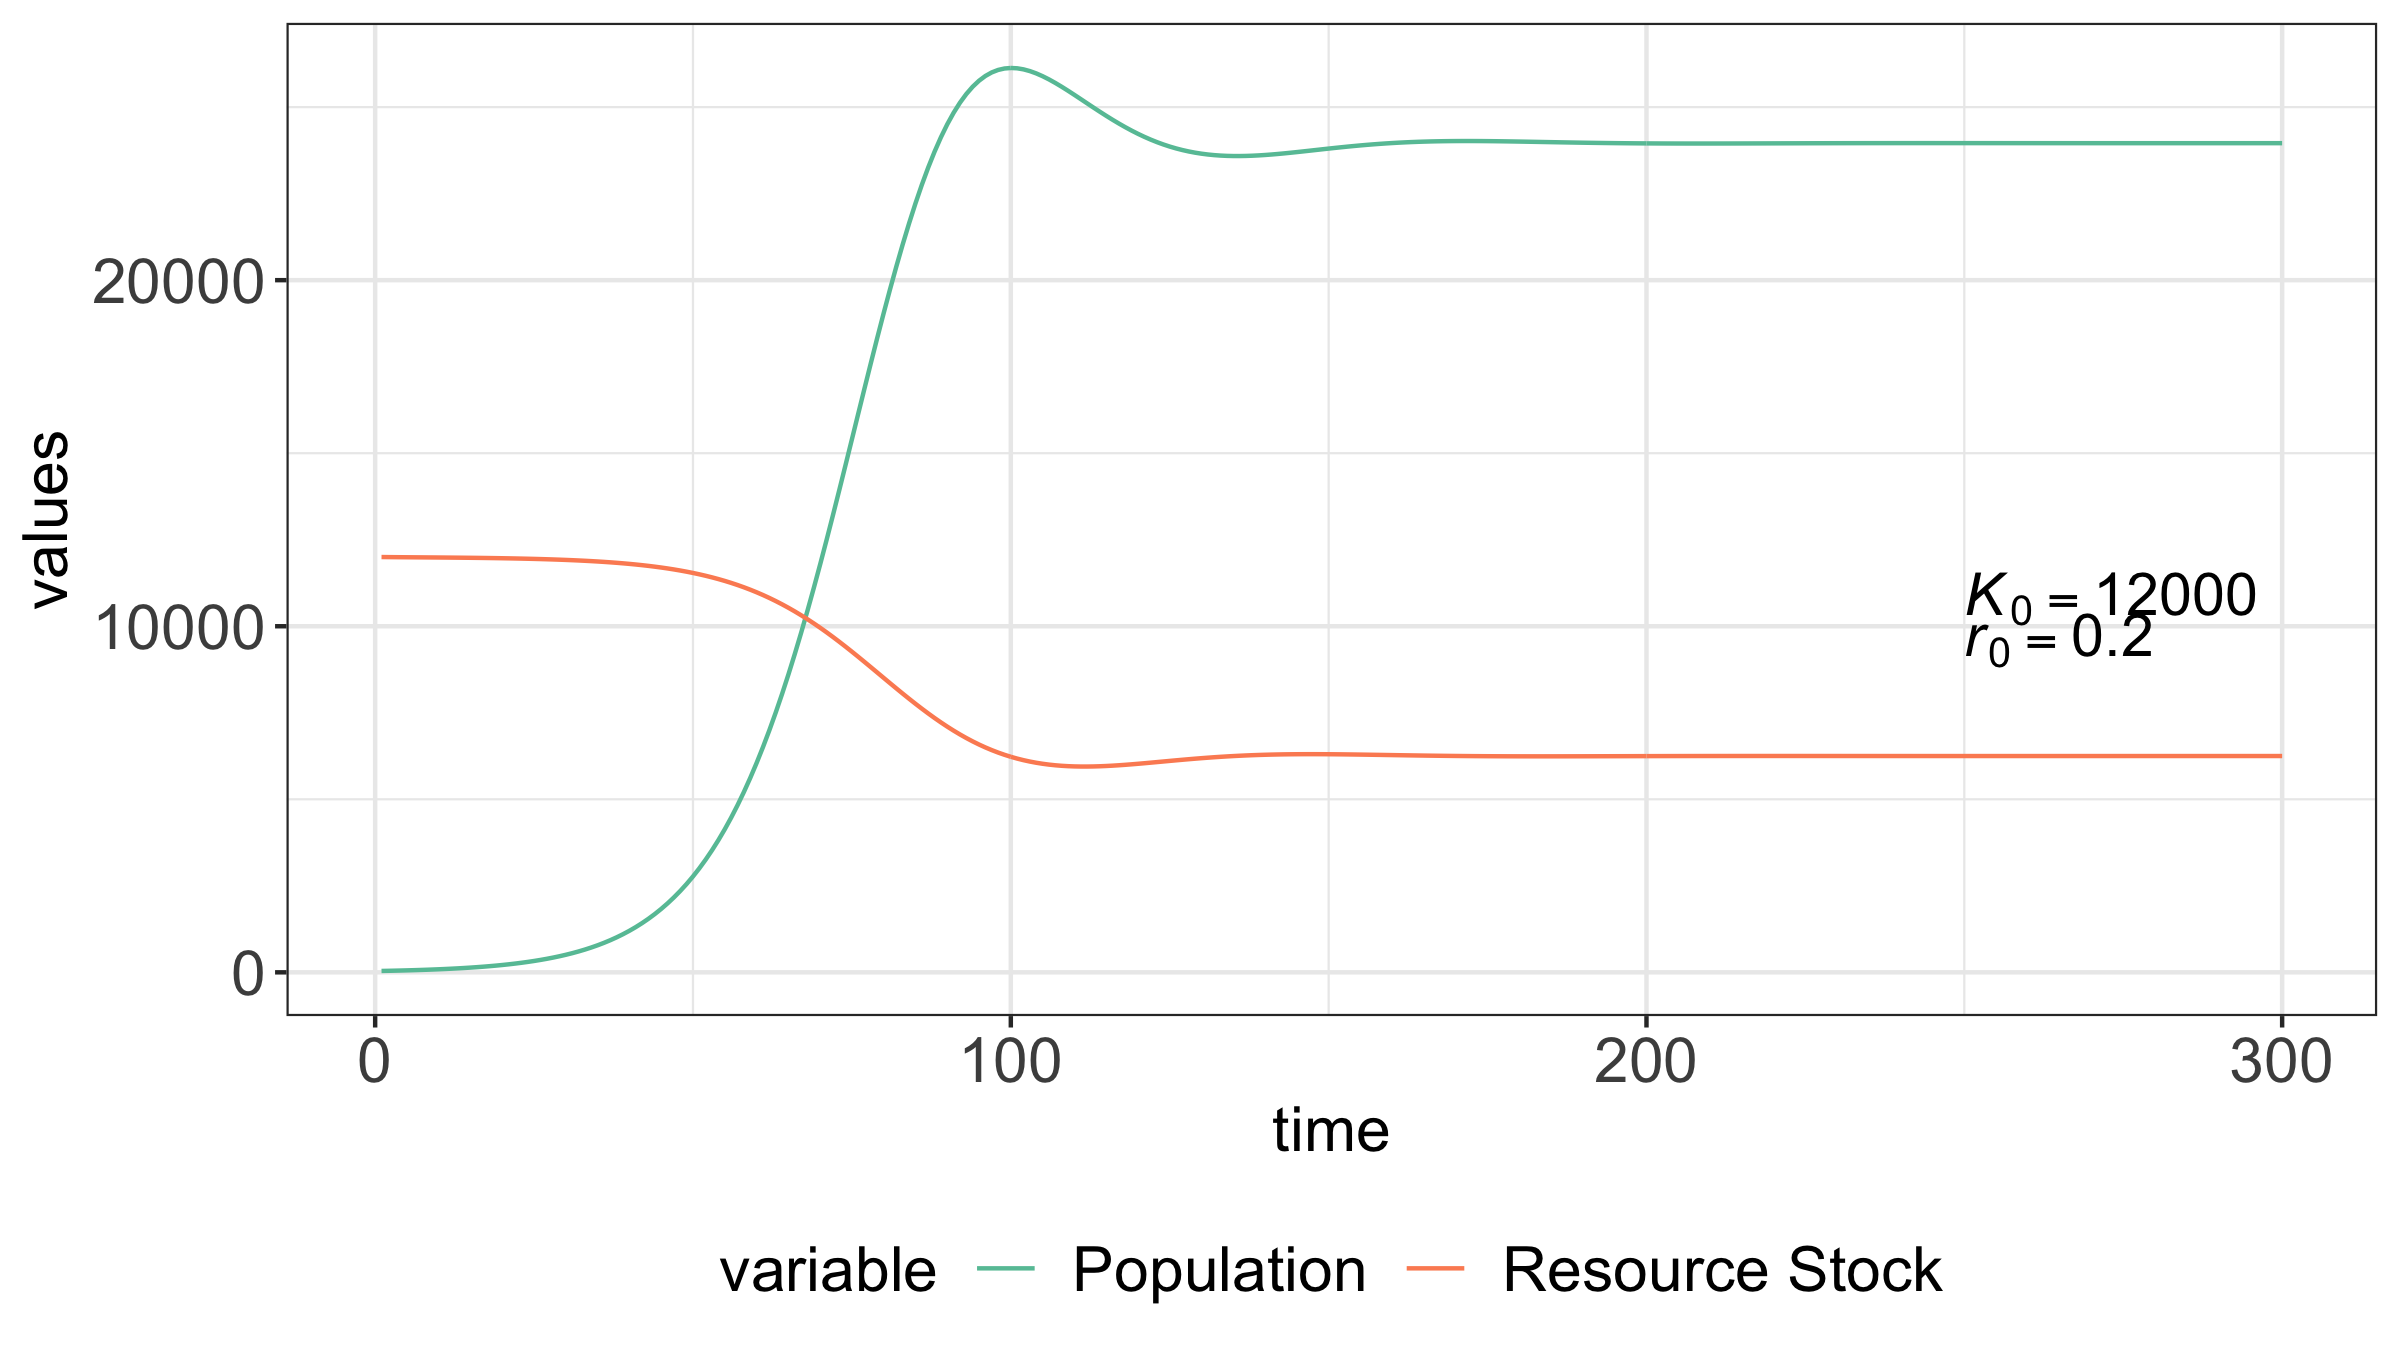 values
20000
10000
0
K0 = 12000
r0 = 0.2
0 100 200 300
time
variable Population Resource Stock